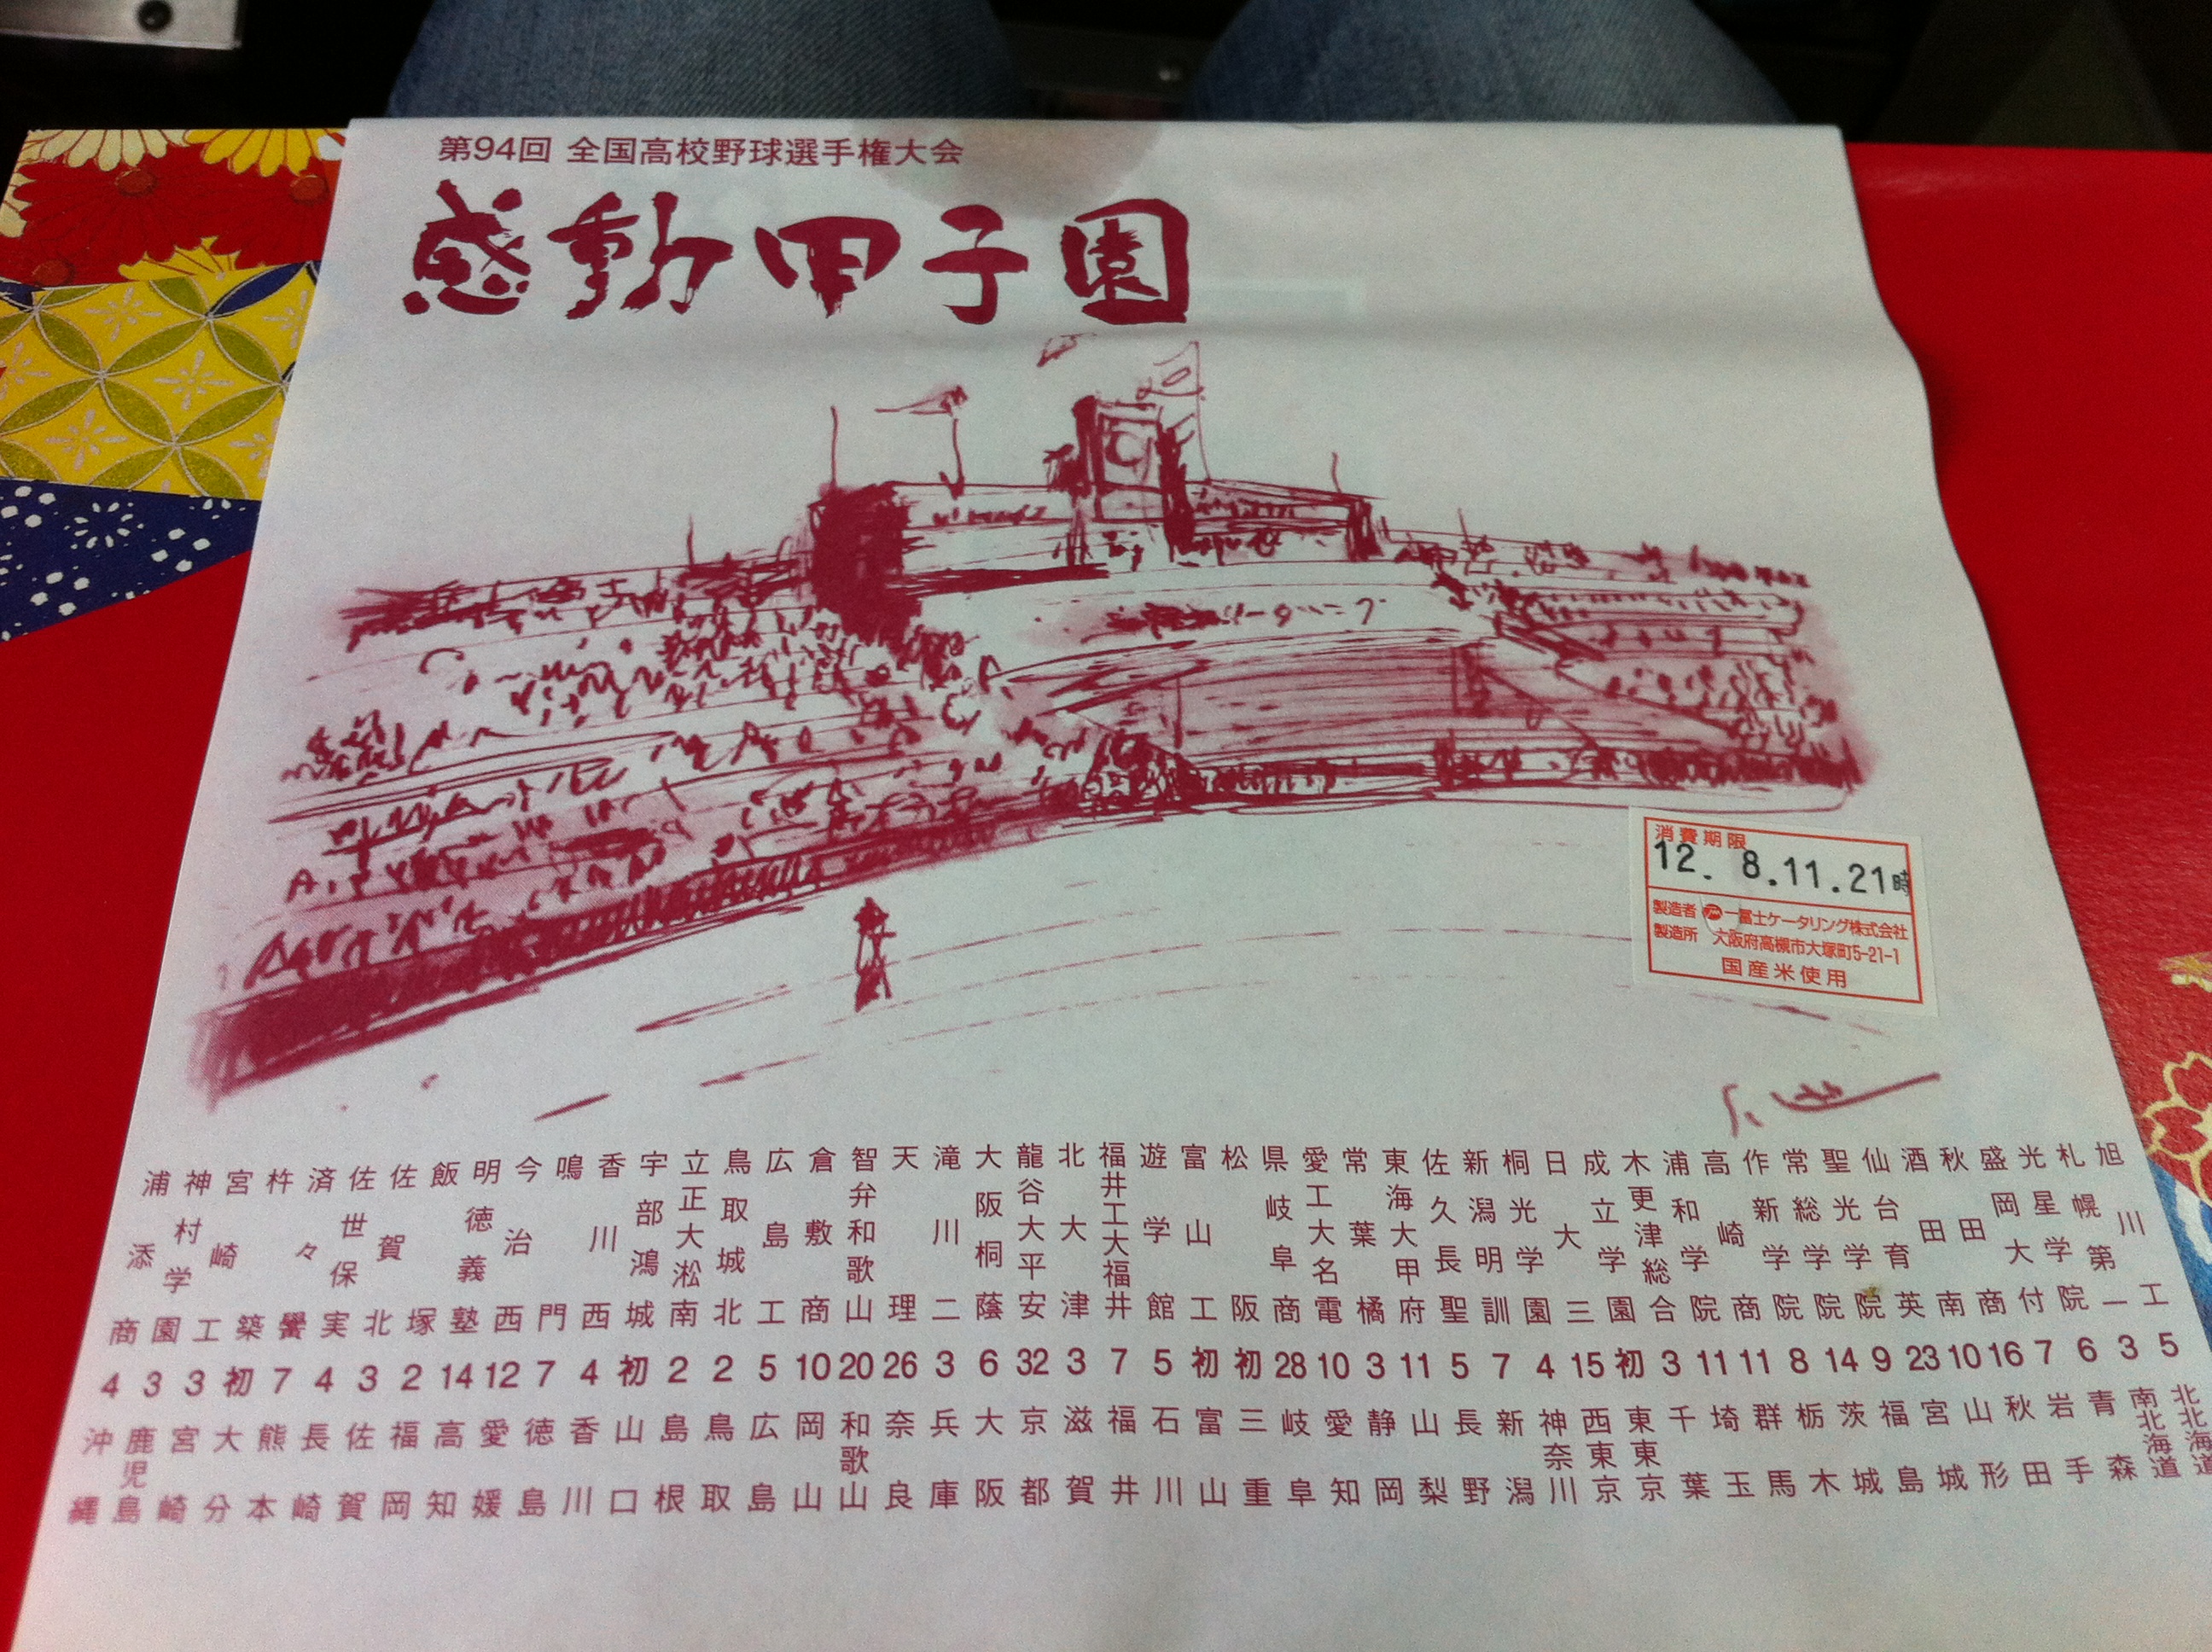 第94回 全国高校野球選手権大会
感動甲子園
消費期限
12. 8.11.21時
製造者 一冨士ケータリング株式会社
製造所 大阪府高槻市大塚町5-21-1
国産米使用
旭川工 5 北北海道
札幌第一 3 南北海道
光星学院 6 青森
盛岡大付 7 岩手
秋田商 16 秋田
酒田南 10 山形
仙台育英 23 宮城
聖光学院 9 福島
常総学院 14 茨城
作新学院 8 栃木
高崎商 11 群馬
浦和学院 11 埼玉
木更津総合 3 千葉
成立学園 初 東東京
日大三 15 西東京
桐光学園 4 神奈川
新潟明訓 7 新潟
佐久長聖 5 長野
東海大甲府 11 山梨
常葉橘 3 静岡
愛工大名電 10 愛知
県岐阜商 28 岐阜
松阪 初 三重
富山工 初 富山
遊学館 5 石川
福井工大福井 7 福井
北大津 3 滋賀
龍谷大平安 32 京都
大阪桐蔭 6 大阪
滝川二 3 兵庫
天理 26 奈良
智弁和歌山 20 和歌山
倉敷商 10 岡山
広島工 5 広島
鳥取城北 2 鳥取
立正大淞南 2 島根
宇部鴻城 初 山口
香川西 4 香川
鳴門 7 徳島
今治西 12 愛媛
明徳義塾 14 高知
飯塚 2 福岡
佐賀北 3 佐賀
佐世保実 4 長崎
済々黌 7 熊本
杵築 初 大分
宮崎工 3 宮崎
神村学園 3 鹿児島
浦添商 4 沖縄